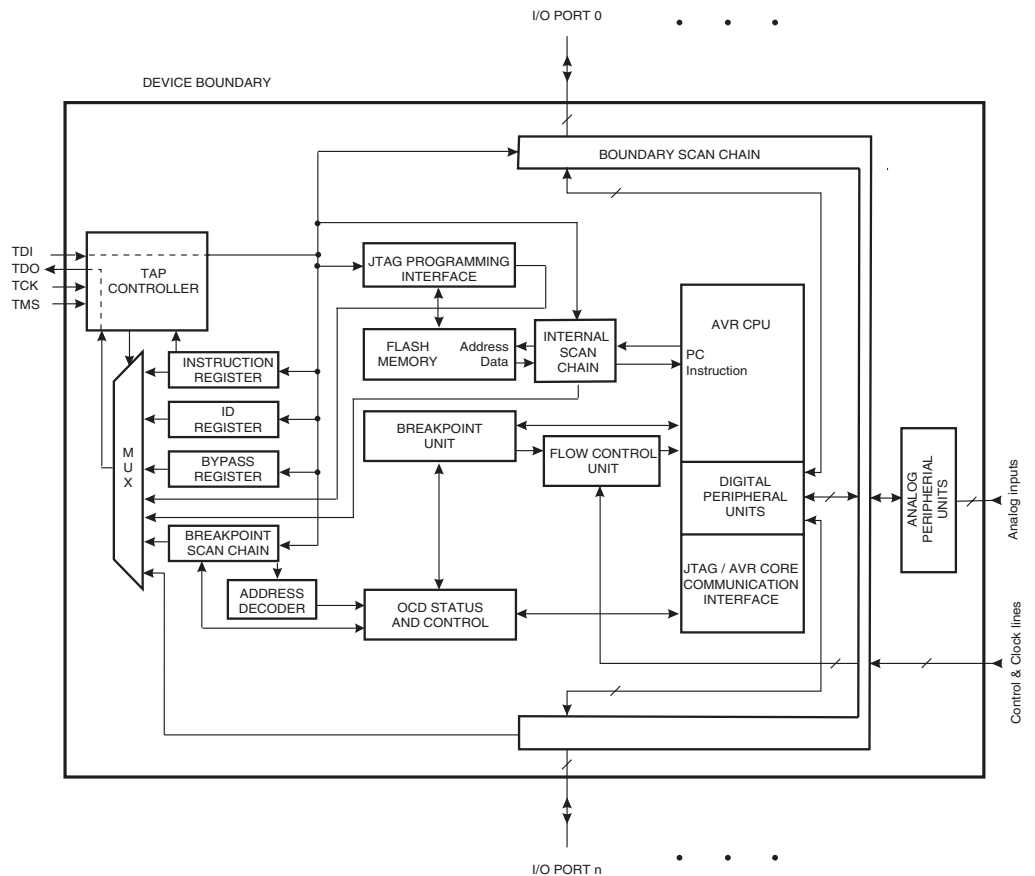 I/O PORT 0
DEVICE BOUNDARY
BOUNDARY SCAN CHAIN
TDI
TDO
TCK
TMS
TAP
CONTROLLER
JTAG PROGRAMMING
INTERFACE
AVR CPU
FLASH
MEMORY
Address
Data
INTERNAL
SCAN
CHAIN
PC
Instruction
INSTRUCTION
REGISTER
ID
REGISTER
BREAKPOINT
UNIT
FLOW CONTROL
UNIT
MUX
BYPASS
REGISTER
DIGITAL
PERIPHERAL
UNITS
ANALOG
PERIPHERIAL
UNITS
Analog inputs
BREAKPOINT
SCAN CHAIN
ADDRESS
DECODER
OCD STATUS
AND CONTROL
JTAG / AVR CORE
COMMUNICATION
INTERFACE
Control & Clock lines
I/O PORT n